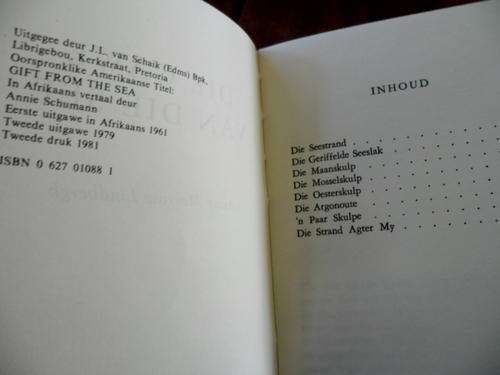 Uitgegee deur J.L. van Schaik (Edms) Bpk.
Librigebou, Kerkstraat, Pretoria
Oorspronklike Amerikaanse Titel:
GIFT FROM THE SEA
In Afrikaans vertaal deur
Annie Schumann
Eerste uitgawe in Afrikaans 1961
Tweede uitgawe 1979
Tweede druk 1981
ISBN 0 627 01088 1
INHOUD
Die Seestrand . . . . . . . .
Die Geriffelde Seeslak . . . . .
Die Maanskulp . . . . . . .
Die Mosselskulp . . . . . . .
Die Oesterskulp . . . . . . .
Die Argonoute . . . . . . . .
'n Paar Skulpe . . . . . . . .
Die Strand Agter My . . . . .